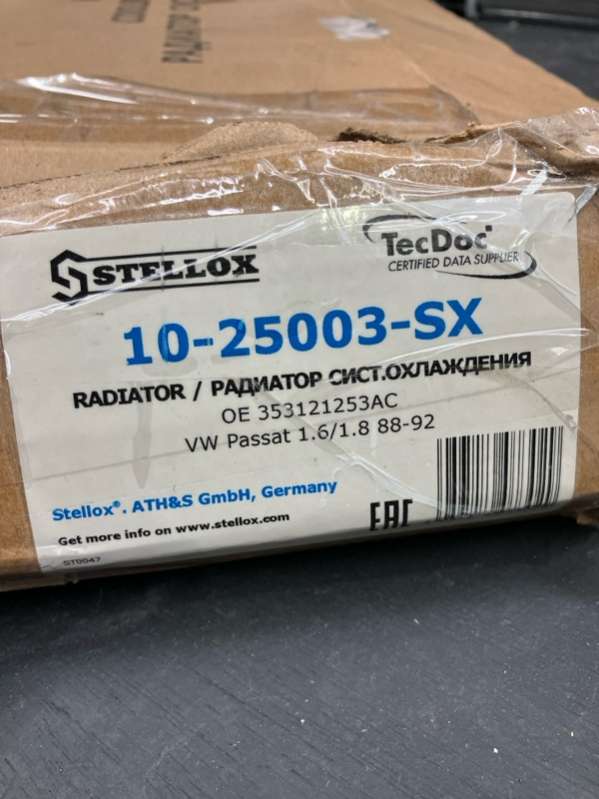 РАДИАТОР
STELLOX
TecDoc
CERTIFIED DATA SUPPLIER
10-25003-SX
RADIATOR / РАДИАТОР СИСТ.ОХЛАЖДЕНИЯ
OE 353121253AC
VW Passat 1.6/1.8 88-92
Stellox®. ATH&S GmbH, Germany
Get more info on www.stellox.com
EAC
ST0047